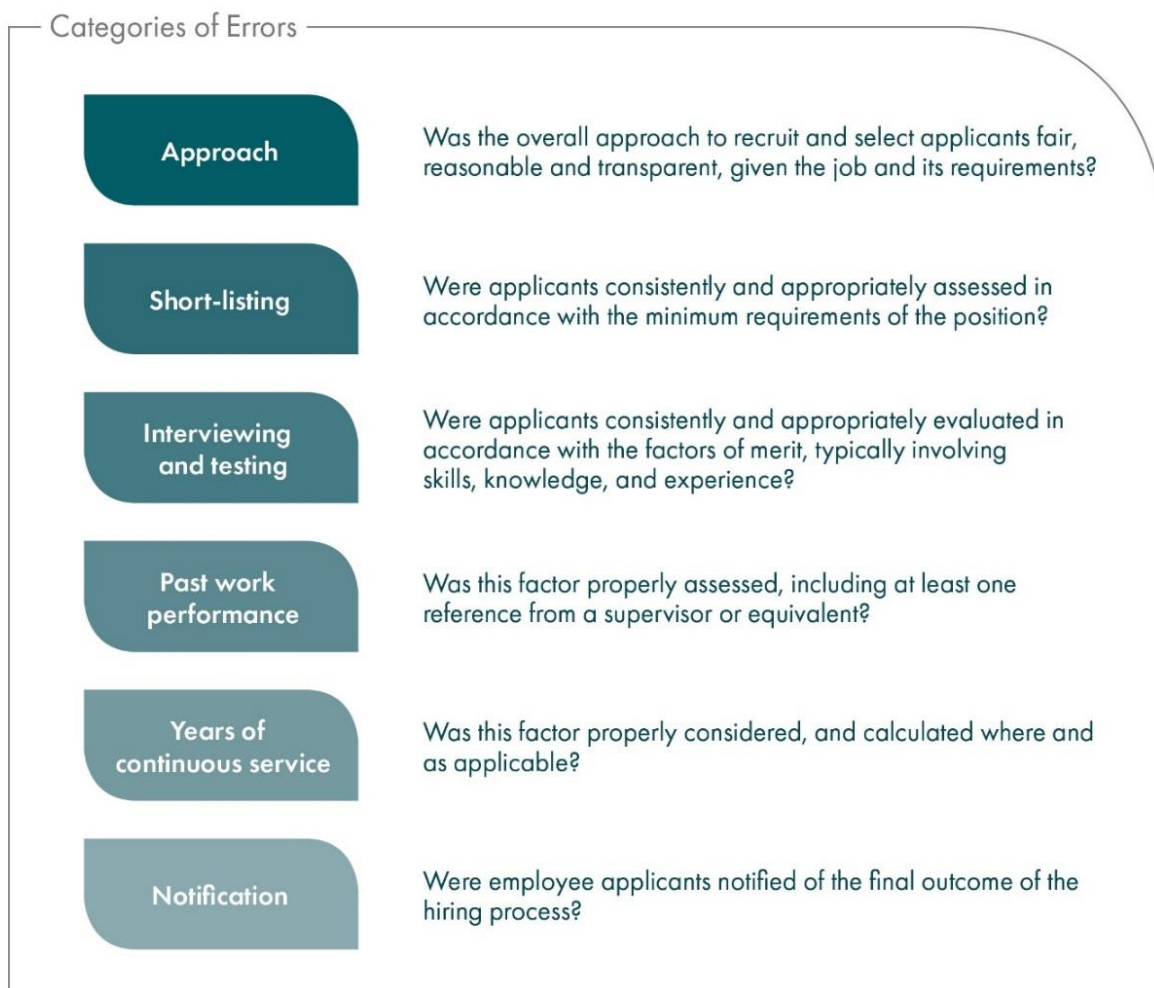 Categories of Errors
Approach
Was the overall approach to recruit and select applicants fair,
reasonable and transparent, given the job and its requirements?
Short-listing
Were applicants consistently and appropriately assessed in
accordance with the minimum requirements of the position?
Interviewing
and testing
Were applicants consistently and appropriately evaluated in
accordance with the factors of merit, typically involving
skills, knowledge, and experience?
Past work
performance
Was this factor properly assessed, including at least one
reference from a supervisor or equivalent?
Years of
continuous service
Was this factor properly considered, and calculated where and
as applicable?
Notification
Were employee applicants notified of the final outcome of the
hiring process?